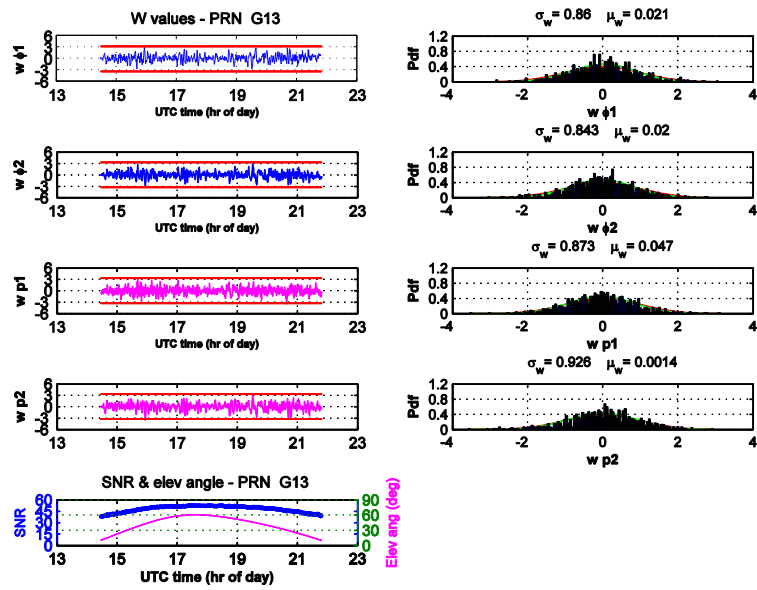 W values - PRN G13
w ϕ1
6
3
0
-3
-6
13 15 17 19 21 23
UTC time (hr of day)
σw= 0.86 μw= 0.021
Pdf
1.2
0.8
0.4
0
-4 -2 0 2 4
w ϕ1
w ϕ2
6
3
0
-3
-6
13 15 17 19 21 23
UTC time (hr of day)
σw= 0.843 μw= 0.02
Pdf
1.2
0.8
0.4
0
-4 -2 0 2 4
w ϕ2
w p1
6
3
0
-3
-6
13 15 17 19 21 23
UTC time (hr of day)
σw= 0.873 μw= 0.047
Pdf
1.2
0.8
0.4
0
-4 -2 0 2 4
w p1
w p2
6
3
0
-3
-6
13 15 17 19 21 23
UTC time (hr of day)
σw= 0.926 μw= 0.0014
Pdf
1.2
0.8
0.4
0
-4 -2 0 2 4
w p2
SNR & elev angle - PRN G13
SNR
60
45
30
15
0
90
60
30
0
Elev ang (deg)
13 15 17 19 21 23
UTC time (hr of day)